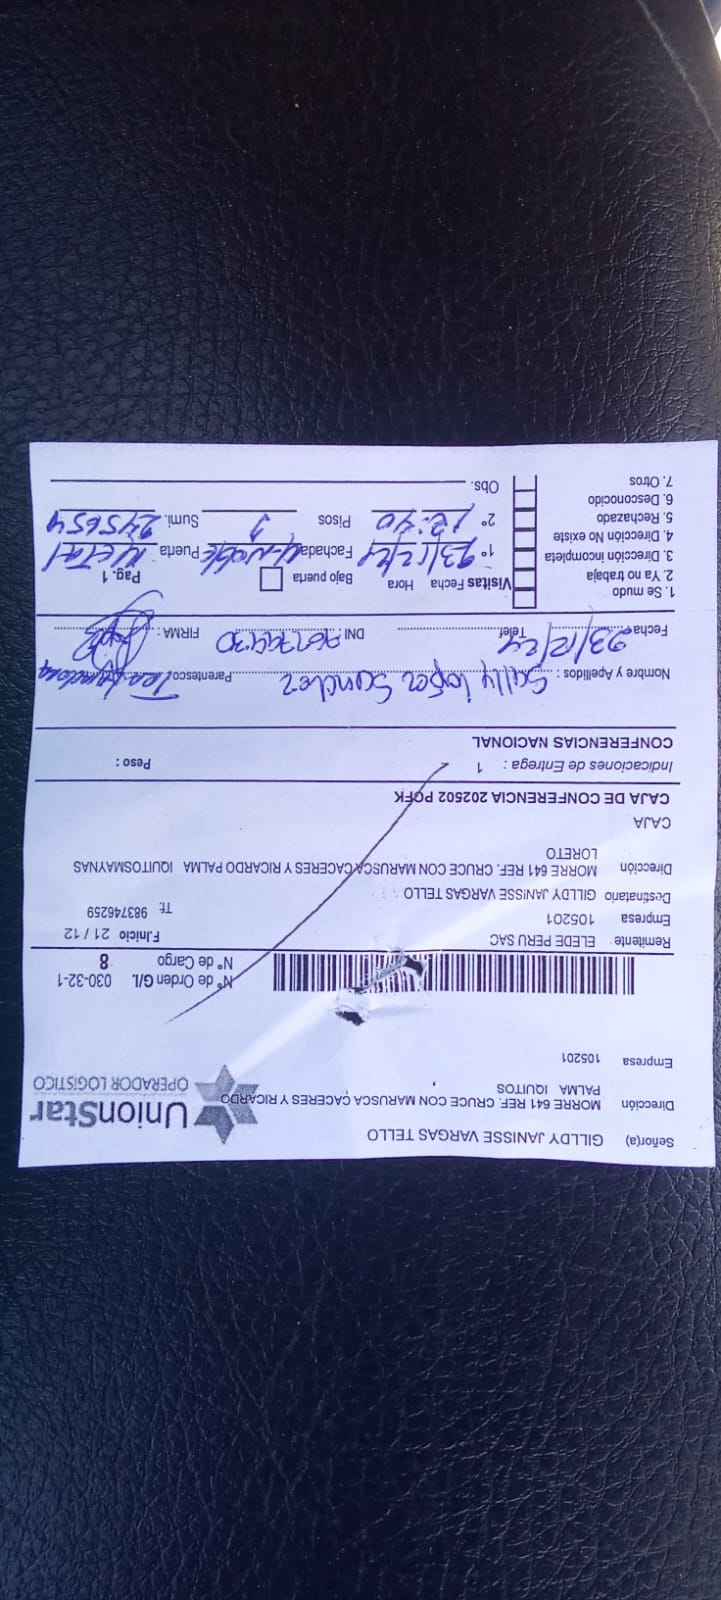 Señor(a) GILLDY JANISSE VARGAS TELLO
Dirección MORRE 641 REF. CRUCE CON MARUSCA CACERES Y RICARDO
PALMA IQUITOS
UnionStar
OPERADOR LOGÍSTICO
Empresa 105201
N° de Orden G/I. 030-32-1
N° de Cargo 8
Remitente ELEDE PERU SAC
F.Inicio 21 / 12
Empresa 105201
Tf. 983746259
Destinatario GILLDY JANISSE VARGAS TELLO
Dirección MORRE 641 REF. CRUCE CON MARUSCA CACERES Y RICARDO PALMA IQUITOSMAYNAS
LORETO
CAJA
CAJA DE CONFERENCIA 202502 PCFK
Indicaciones de Entrega : 1 Peso :
CONFERENCIAS NACIONAL
Nombre y Apellidos : Sully Lopez Sanchez Parentesco:
Fecha 23/12/24 Telef. DNI FIRMA :
1. Se mudo
2. Ya no trabaja
3. Dirección incompleta
4. Dirección No existe
5. Rechazado
6. Desconocido
7. Otros
Visitas Fecha Hora Bajo puerta Pag. 1
1° 23/12/24 Fachada Puerta Metal
2° 12:40 Pisos Sumi. 245654
Obs.